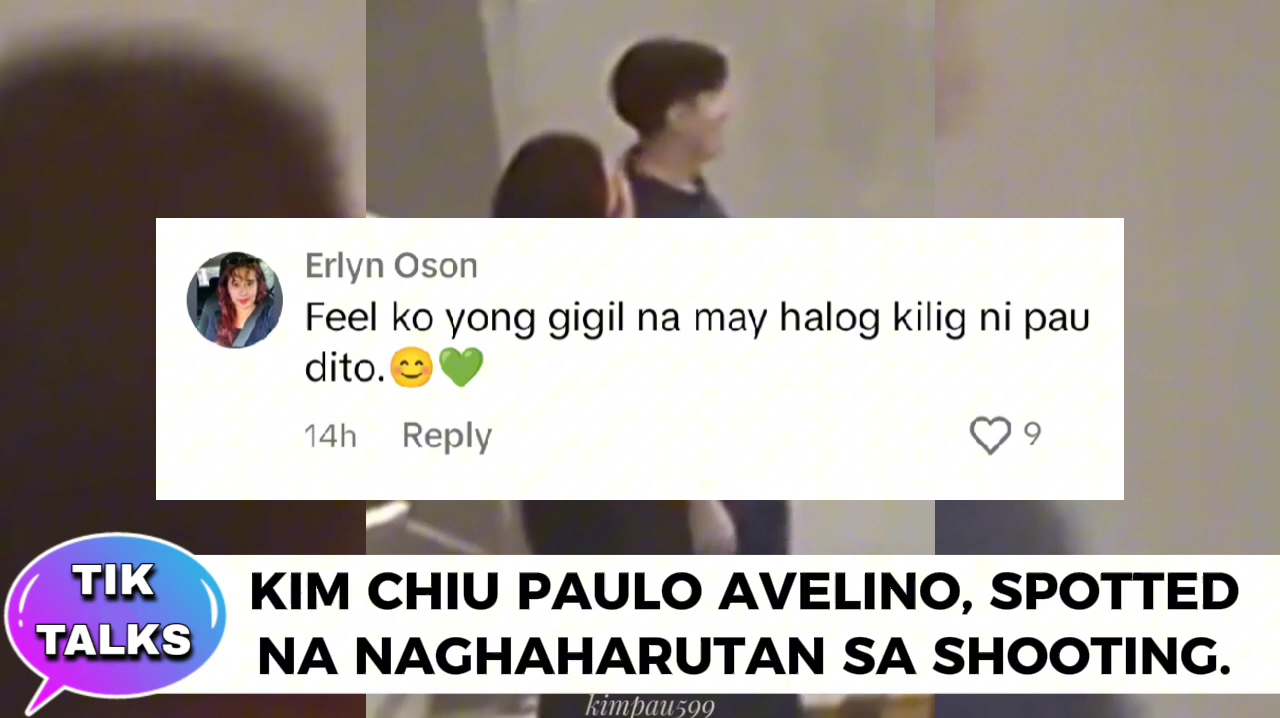 Erlyn Oson
Feel ko yong gigil na may halog kilig ni pau
dito.😊💚
14h Reply 9
TIK
TALKS
KIM CHIU PAULO AVELINO, SPOTTED
NA NAGHAHARUTAN SA SHOOTING.
kimpau599